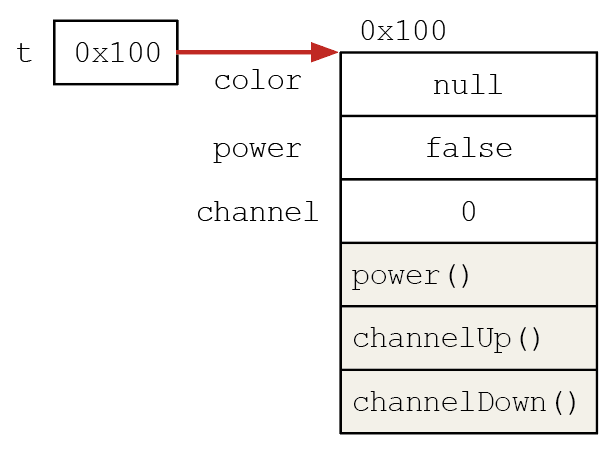 0x100
t 0x100
color null
power false
channel 0
power()
channelUp()
channelDown()